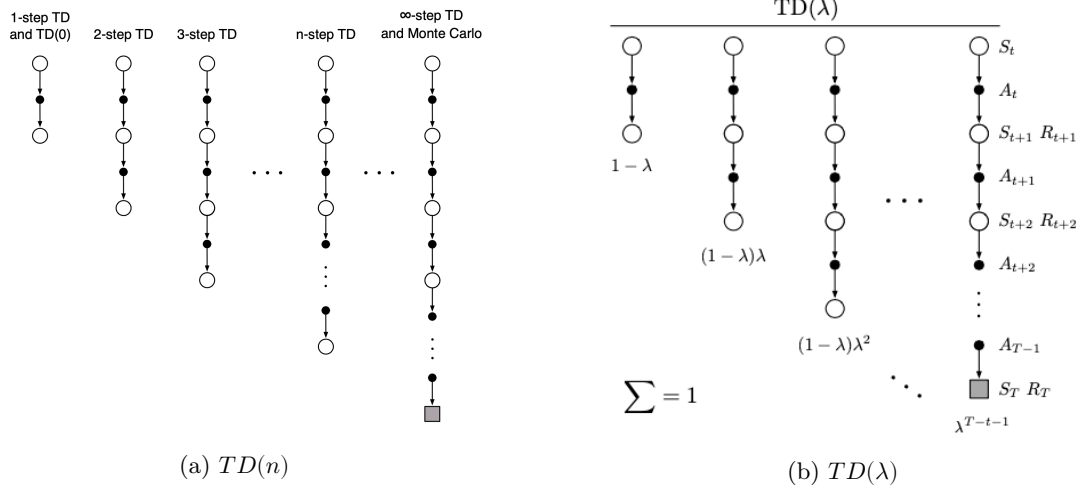 1-step TD
and TD(0)
2-step TD
3-step TD
n-step TD
∞-step TD
and Monte Carlo
· · ·
· · ·
(a) TD(n)
TD(λ)
S_t
A_t
S_{t+1} R_{t+1}
1 − λ
A_{t+1}
· · ·
S_{t+2} R_{t+2}
(1 − λ)λ
A_{t+2}
(1 − λ)λ²
A_{T−1}
∑ = 1
S_T R_T
λ^{T−t−1}
(b) TD(λ)